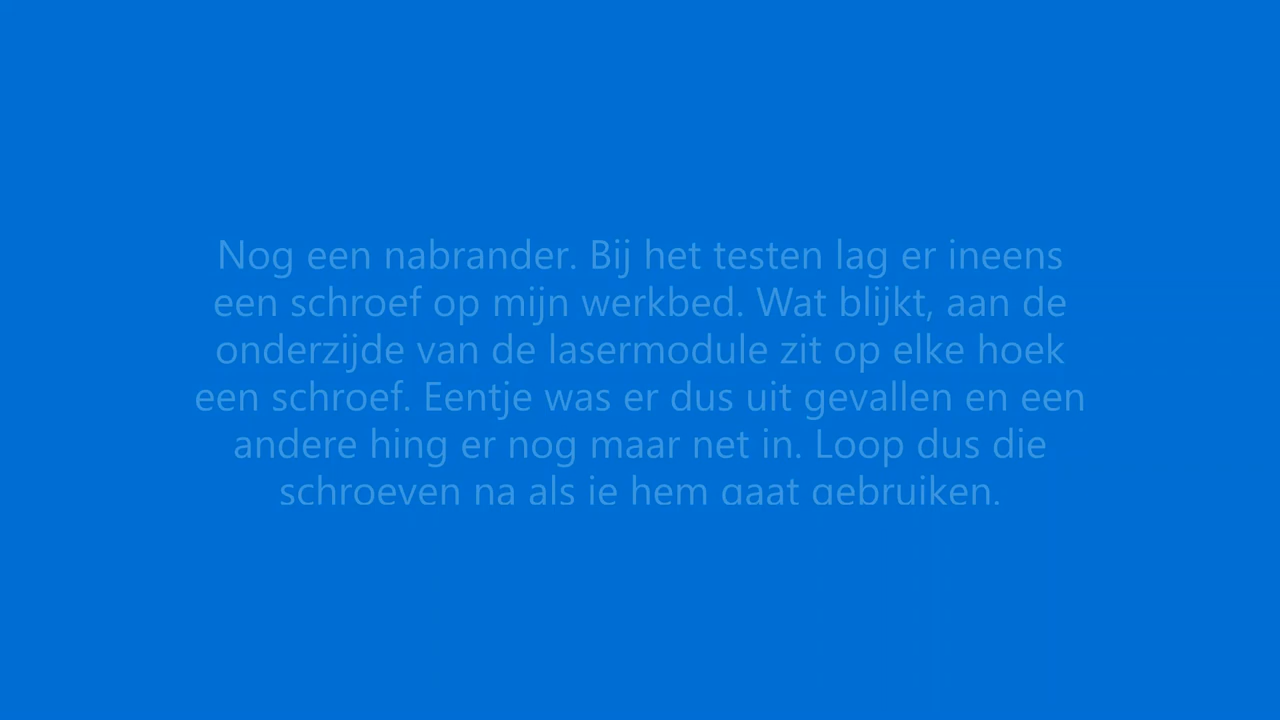 Nog een nabrander. Bij het testen lag er ineens
een schroef op mijn werkbed. Wat blijkt, aan de
onderzijde van de lasermodule zit op elke hoek
een schroef. Eentje was er dus uit gevallen en een
andere hing er nog maar net in. Loop dus die
schroeven na als je hem gaat gebruiken.